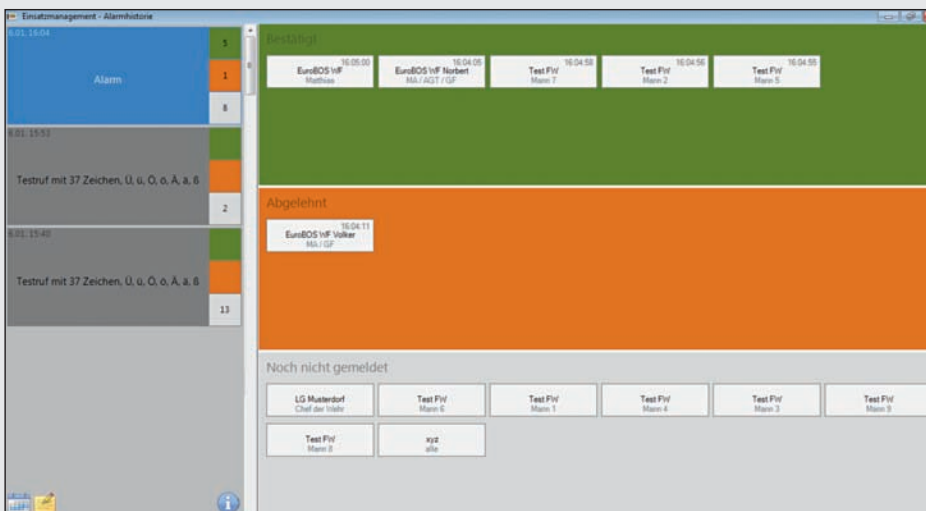 Einsatzmanagement - Alarmhistorie
6.01. 16:04
5
Alarm
1
8
6.01. 15:53
Testruf mit 37 Zeichen, Ü, ü, Ö, ö, Ä, ä, ß
2
6.01. 15:40
Testruf mit 37 Zeichen, Ü, ü, Ö, ö, Ä, ä, ß
13
Bestätigt
16:05:00
EuroBOS WF
Matthias
16:04:05
EuroBOS WF Norbert
MA / AGT / GF
16:04:58
Test FW
Mann 7
16:04:56
Test FW
Mann 2
16:04:55
Test FW
Mann 5
Abgelehnt
16:04:11
EuroBOS WF Volker
MA / GF
Noch nicht gemeldet
LG Musterdorf
Chef der Wehr
Test FW
Mann 6
Test FW
Mann 1
Test FW
Mann 4
Test FW
Mann 3
Test FW
Mann 9
Test FW
Mann 8
xyz
alle